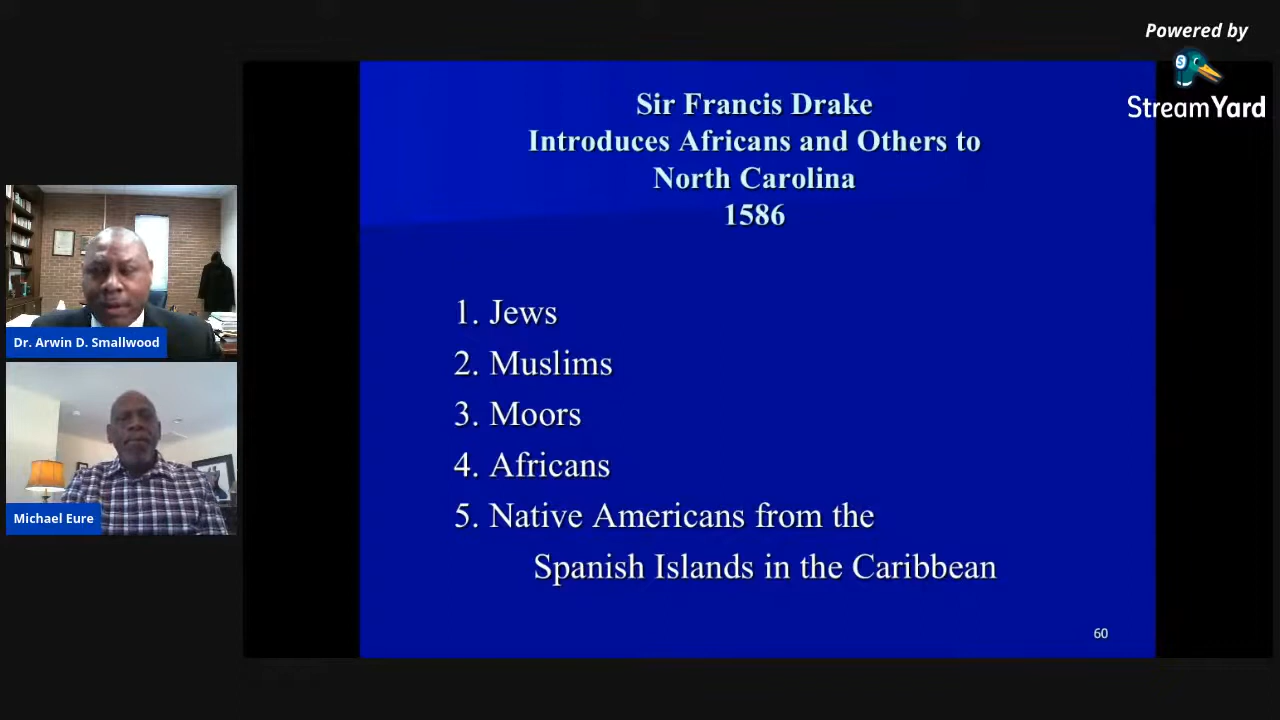 Powered by
StreamYard
Sir Francis Drake
Introduces Africans and Others to
North Carolina
1586
1. Jews
2. Muslims
3. Moors
4. Africans
5. Native Americans from the
Spanish Islands in the Caribbean
60
Dr. Arwin D. Smallwood
Michael Eure